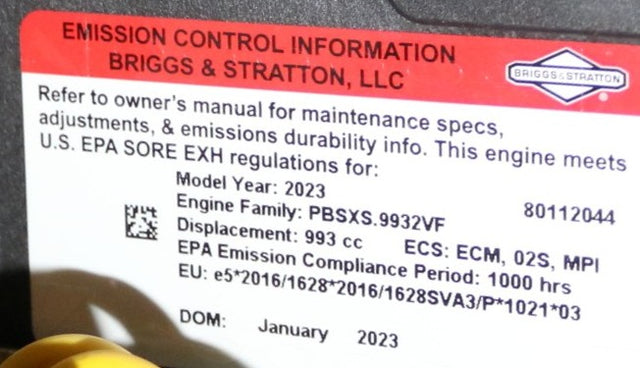 EMISSION CONTROL INFORMATION
BRIGGS & STRATTON, LLC
BRIGGS & STRATTON
Refer to owner's manual for maintenance specs,
adjustments, & emissions durability info. This engine meets
U.S. EPA SORE EXH regulations for:
Model Year: 2023
80112044
Engine Family: PBSXS.9932VF
Displacement: 993 cc ECS: ECM, 02S, MPI
EPA Emission Compliance Period: 1000 hrs
EU: e5*2016/1628*2016/1628SVA3/P*1021*03
DOM: January 2023